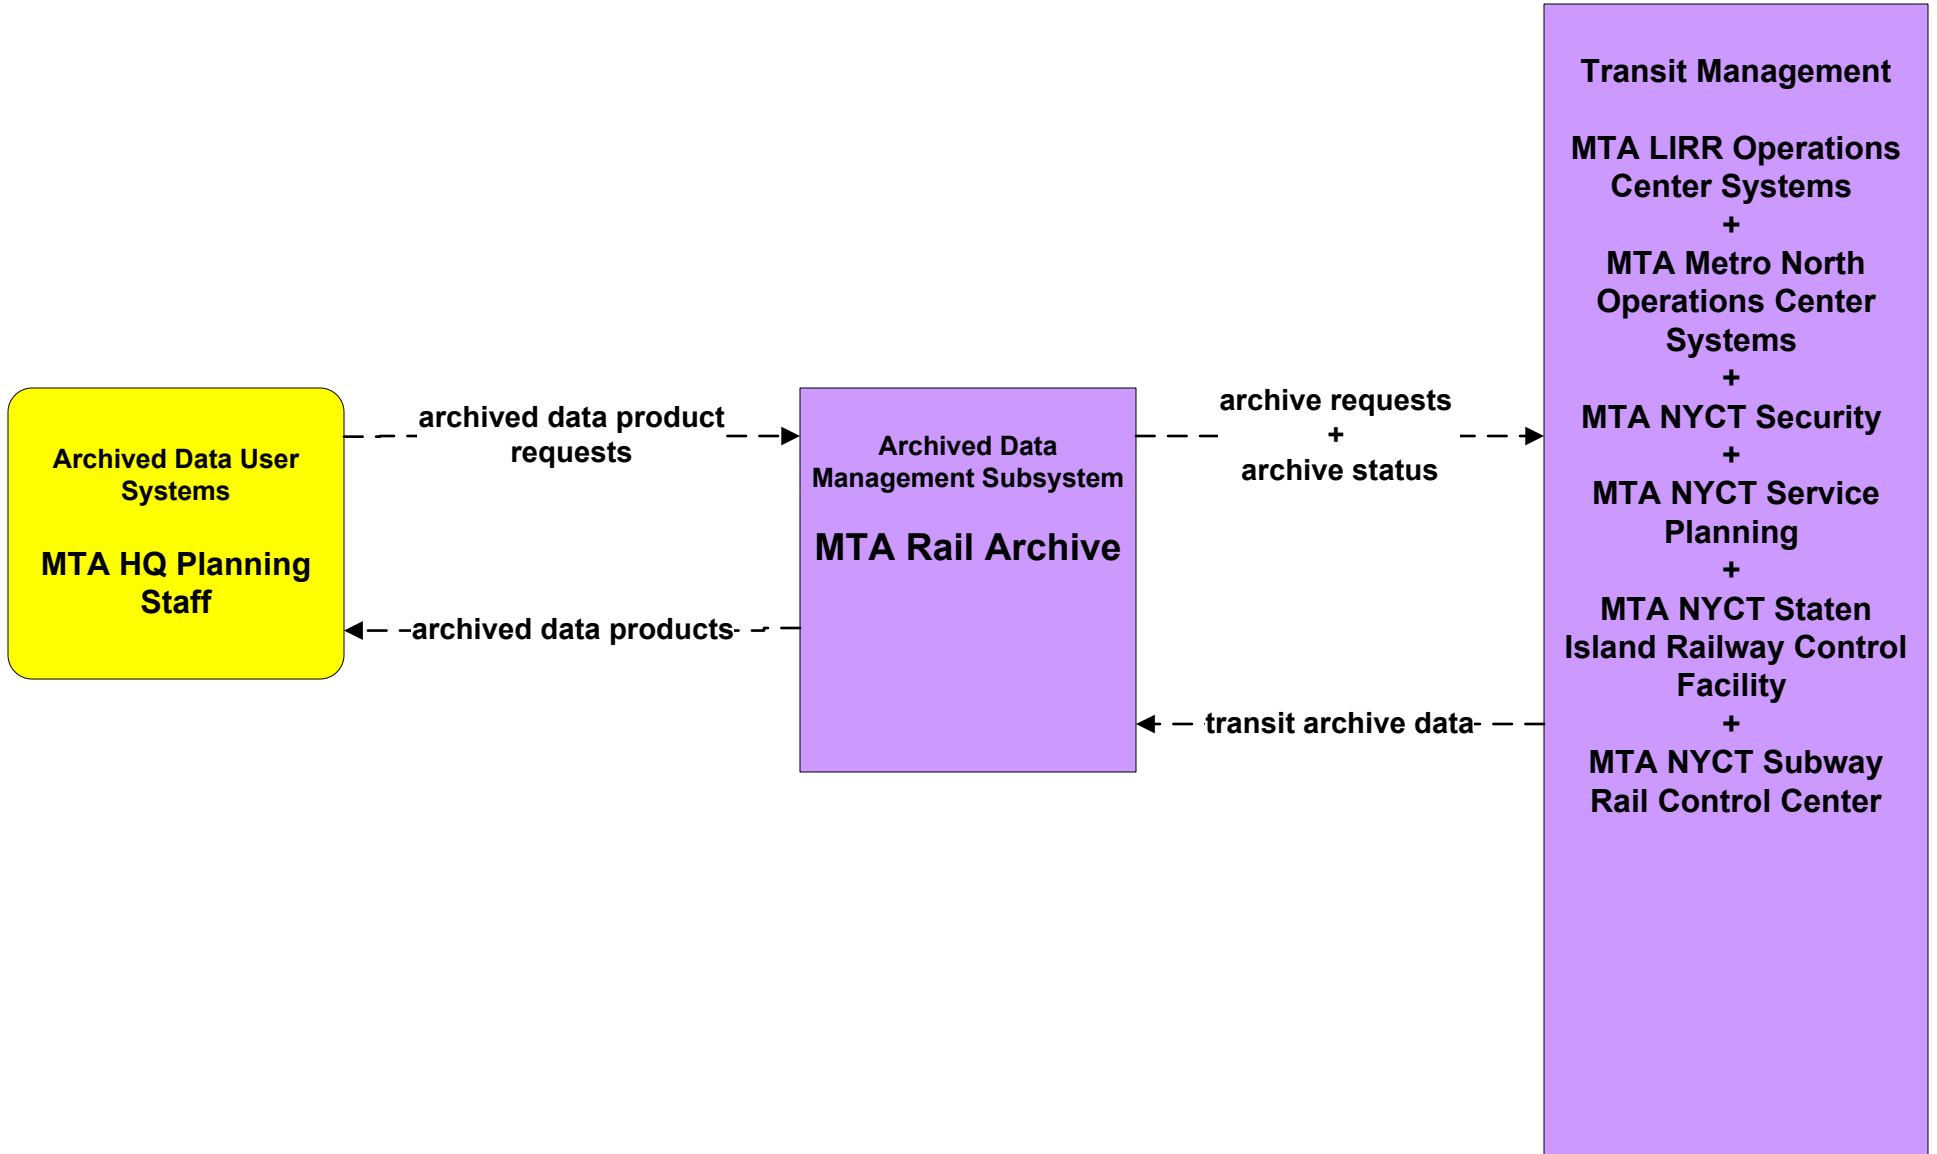 Archived Data User
Systems
MTA HQ Planning
Staff
archived data product
requests
archived data products
Archived Data
Management Subsystem
MTA Rail Archive
archive requests
+
archive status
transit archive data
Transit Management
MTA LIRR Operations
Center Systems
+
MTA Metro North
Operations Center
Systems
+
MTA NYCT Security
+
MTA NYCT Service
Planning
+
MTA NYCT Staten
Island Railway Control
Facility
+
MTA NYCT Subway
Rail Control Center